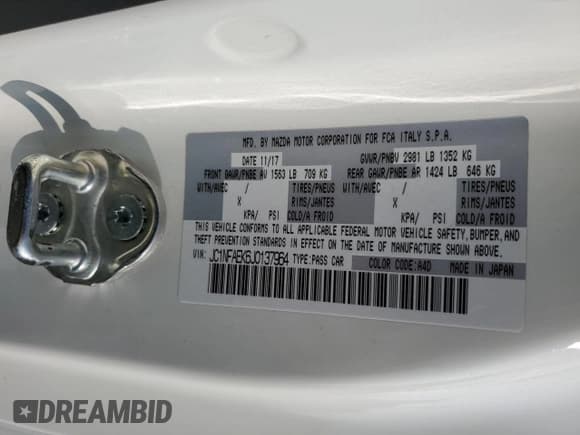 MFD. BY MAZDA MOTOR CORPORATION FOR FCA ITALY S.P.A.
DATE 11/17 GVWR/PNBV 2981 LB 1352 KG
FRONT GAWR/PNBE AV 1563 LB 709 KG REAR GAWR/PNBE AR 1424 LB 646 KG
WITH/AVEC / TIRES/PNEUS WITH/AVEC / TIRES/PNEUS
X RIMS/JANTES X RIMS/JANTES
KPA/ PSI COLD/A FROID KPA/ PSI COLD/A FROID
THIS VEHICLE CONFORMS TO ALL APPLICABLE FEDERAL MOTOR VEHICLE SAFETY, BUMPER, AND
THEFT PREVENTION STANDARDS IN EFFECT ON THE DATE OF MANUFACTURE SHOWN ABOVE.
VIN: JC1NFAEK6J0137964 TYPE:PASS CAR COLOR CODE:A4D MADE IN JAPAN
DREAMBID